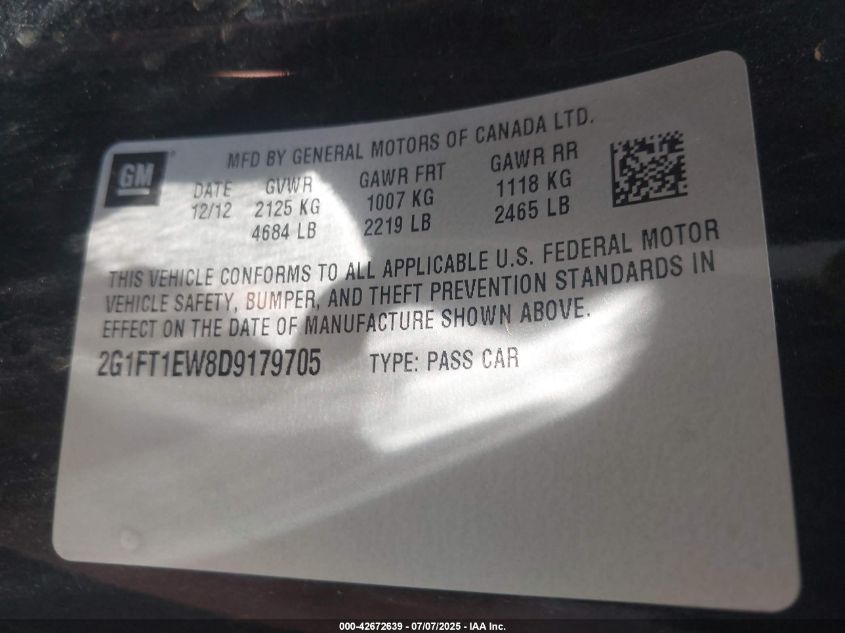 GM
MFD BY GENERAL MOTORS OF CANADA LTD.
DATE GVWR GAWR FRT GAWR RR
12/12 2125 KG 1007 KG 1118 KG
4684 LB 2219 LB 2465 LB
THIS VEHICLE CONFORMS TO ALL APPLICABLE U.S. FEDERAL MOTOR
VEHICLE SAFETY, BUMPER, AND THEFT PREVENTION STANDARDS IN
EFFECT ON THE DATE OF MANUFACTURE SHOWN ABOVE.
2G1FT1EW8D9179705 TYPE: PASS CAR
000-42672639 - 07/07/2025 - IAA Inc.